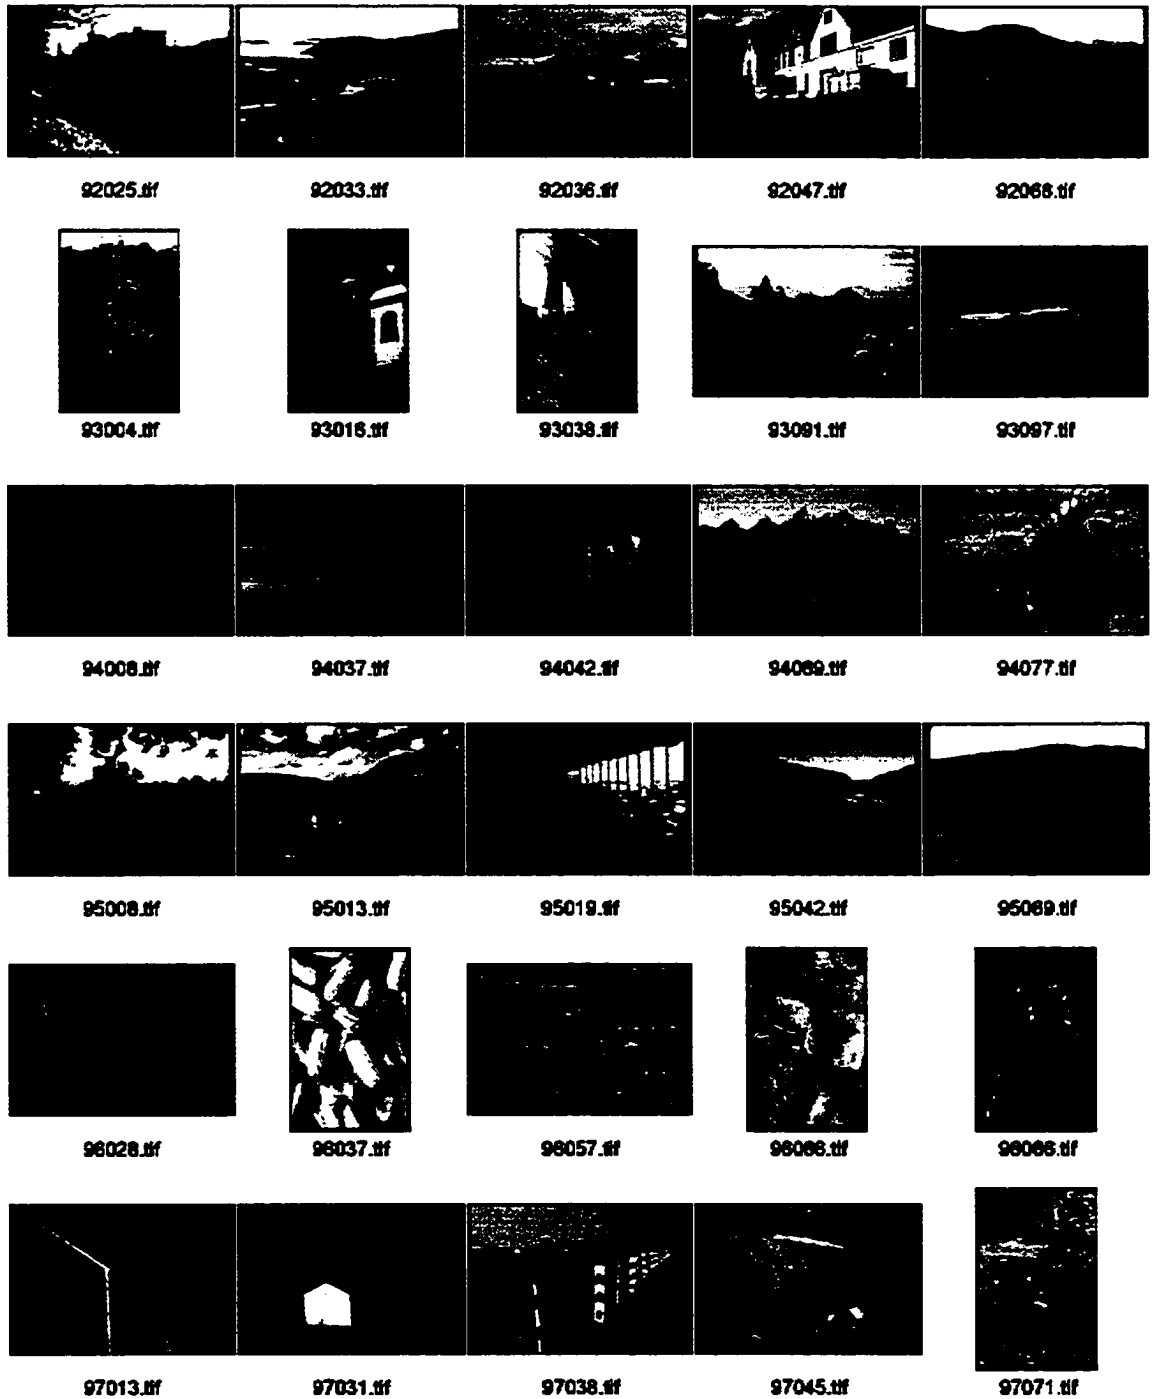 92025.tif 92033.tif 92036.tif 92047.tif 92068.tif
93004.tif 93016.tif 93038.tif 93091.tif 93097.tif
94008.tif 94037.tif 94042.tif 94069.tif 94077.tif
95008.tif 95013.tif 95019.tif 95042.tif 95069.tif
96028.tif 96037.tif 96057.tif 96066.tif 96086.tif
97013.tif 97031.tif 97038.tif 97045.tif 97071.tif